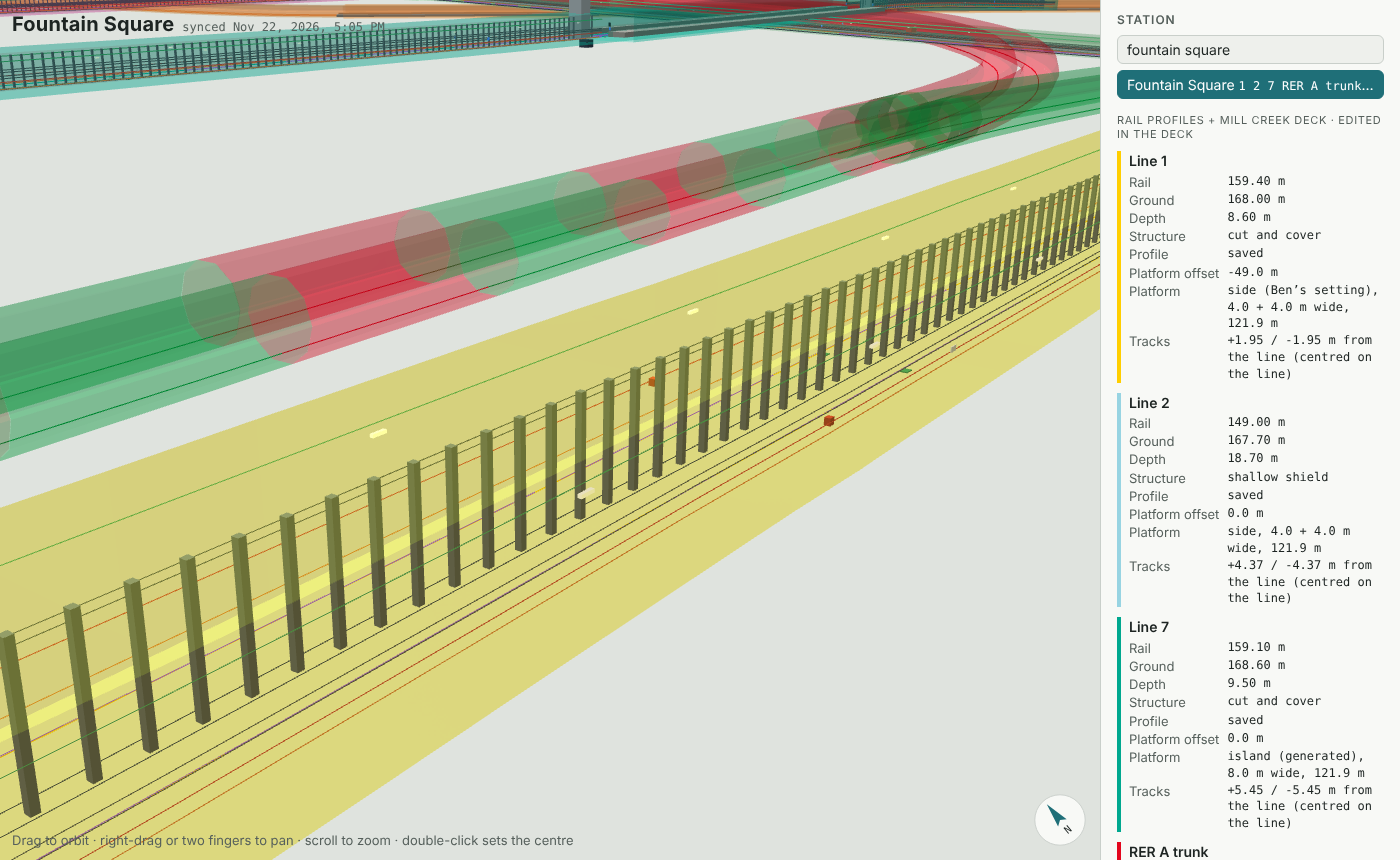 Fountain Square synced Nov 22, 2026, 5:05 PM
Drag to orbit · right-drag or two fingers to pan · scroll to zoom · double-click sets the centre
N
STATION
fountain square
Fountain Square 1 2 7 RER A trunk…
RAIL PROFILES + MILL CREEK DECK · EDITED
IN THE DECK
Line 1
Rail 159.40 m
Ground 168.00 m
Depth 8.60 m
Structure cut and cover
Profile saved
Platform offset -49.0 m
Platform side (Ben’s setting),
4.0 + 4.0 m wide,
121.9 m
Tracks +1.95 / -1.95 m from
the line (centred on
the line)
Line 2
Rail 149.00 m
Ground 167.70 m
Depth 18.70 m
Structure shallow shield
Profile saved
Platform offset 0.0 m
Platform side, 4.0 + 4.0 m
wide, 121.9 m
Tracks +4.37 / -4.37 m from
the line (centred on
the line)
Line 7
Rail 159.10 m
Ground 168.60 m
Depth 9.50 m
Structure cut and cover
Profile saved
Platform offset 0.0 m
Platform island (generated),
8.0 m wide, 121.9 m
Tracks +5.45 / -5.45 m from
the line (centred on
the line)
RER A trunk